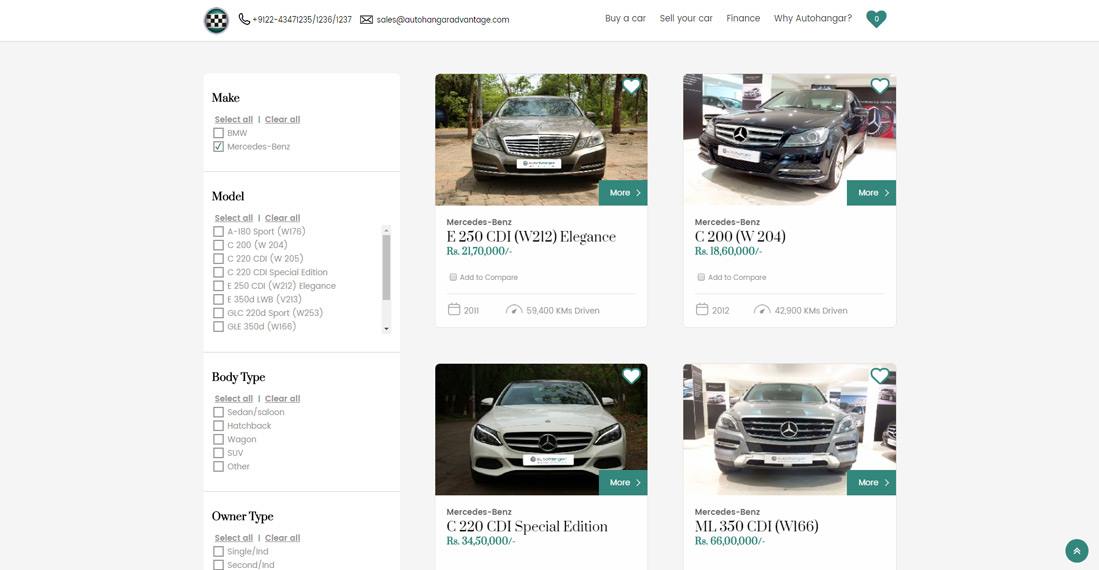 +9122-43471235/1236/1237
sales@autohangaradvantage.com
Buy a car
Sell your car
Finance
Why Autohangar?
0
Make
Select all | Clear all
BMW
Mercedes-Benz
Model
Select all | Clear all
A-180 Sport (W176)
C 200 (W 204)
C 220 CDI (W 205)
C 220 CDI Special Edition
E 250 CDI (W212) Elegance
E 350d LWB (V213)
GLC 220d Sport (W253)
GLE 350d (W166)
Body Type
Select all | Clear all
Sedan/saloon
Hatchback
Wagon
SUV
Other
Owner Type
Select all | Clear all
Single/Ind
Second/Ind
More
Mercedes-Benz
E 250 CDI (W212) Elegance
Rs. 21,70,000/-
Add to Compare
2011
59,400 KMs Driven
More
Mercedes-Benz
C 200 (W 204)
Rs. 18,60,000/-
Add to Compare
2012
42,900 KMs Driven
More
Mercedes-Benz
C 220 CDI Special Edition
Rs. 34,50,000/-
More
Mercedes-Benz
ML 350 CDI (W166)
Rs. 66,00,000/-